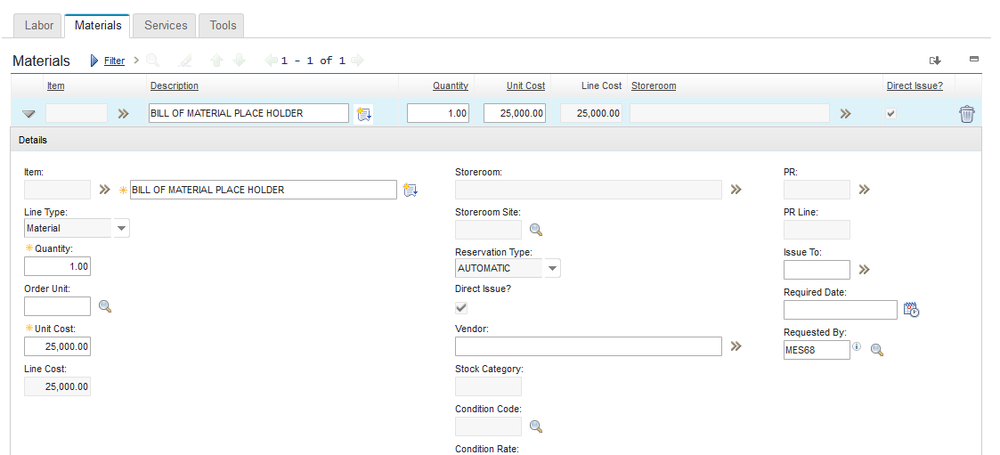 Labor Materials Services Tools
Materials Filter 1 - 1 of 1
Item Description Quantity Unit Cost Line Cost Storeroom Direct Issue?
BILL OF MATERIAL PLACE HOLDER 1.00 25,000.00 25,000.00
Details
Item: Storeroom: PR:
BILL OF MATERIAL PLACE HOLDER
Line Type: Storeroom Site: PR Line:
Material
Quantity: Reservation Type: Issue To:
1.00 AUTOMATIC
Order Unit: Direct Issue? Required Date:
Unit Cost: Vendor: Requested By:
25,000.00 MES68
Line Cost: Stock Category:
25,000.00
Condition Code:
Condition Rate: